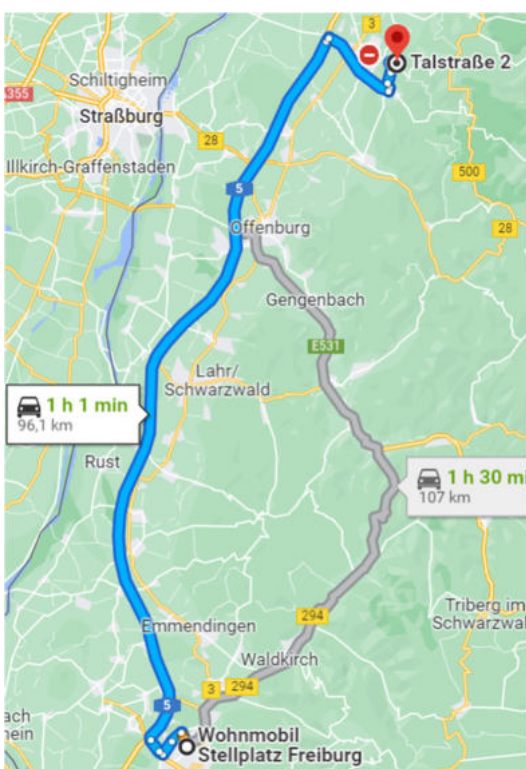 3
Talstraße 2
Schiltigheim
355
Straßburg
28
Illkirch-Graffenstaden
500
5
Offenburg
28
Gengenbach
E531
Lahr/
Schwarzwald
1 h 1 min
96,1 km
Rust
1 h 30 mi
107 km
294
Triberg im
Schwarzwal
Emmendingen
Waldkirch
3
294
5
ach
hein
Wohnmobil
Stellplatz Freiburg